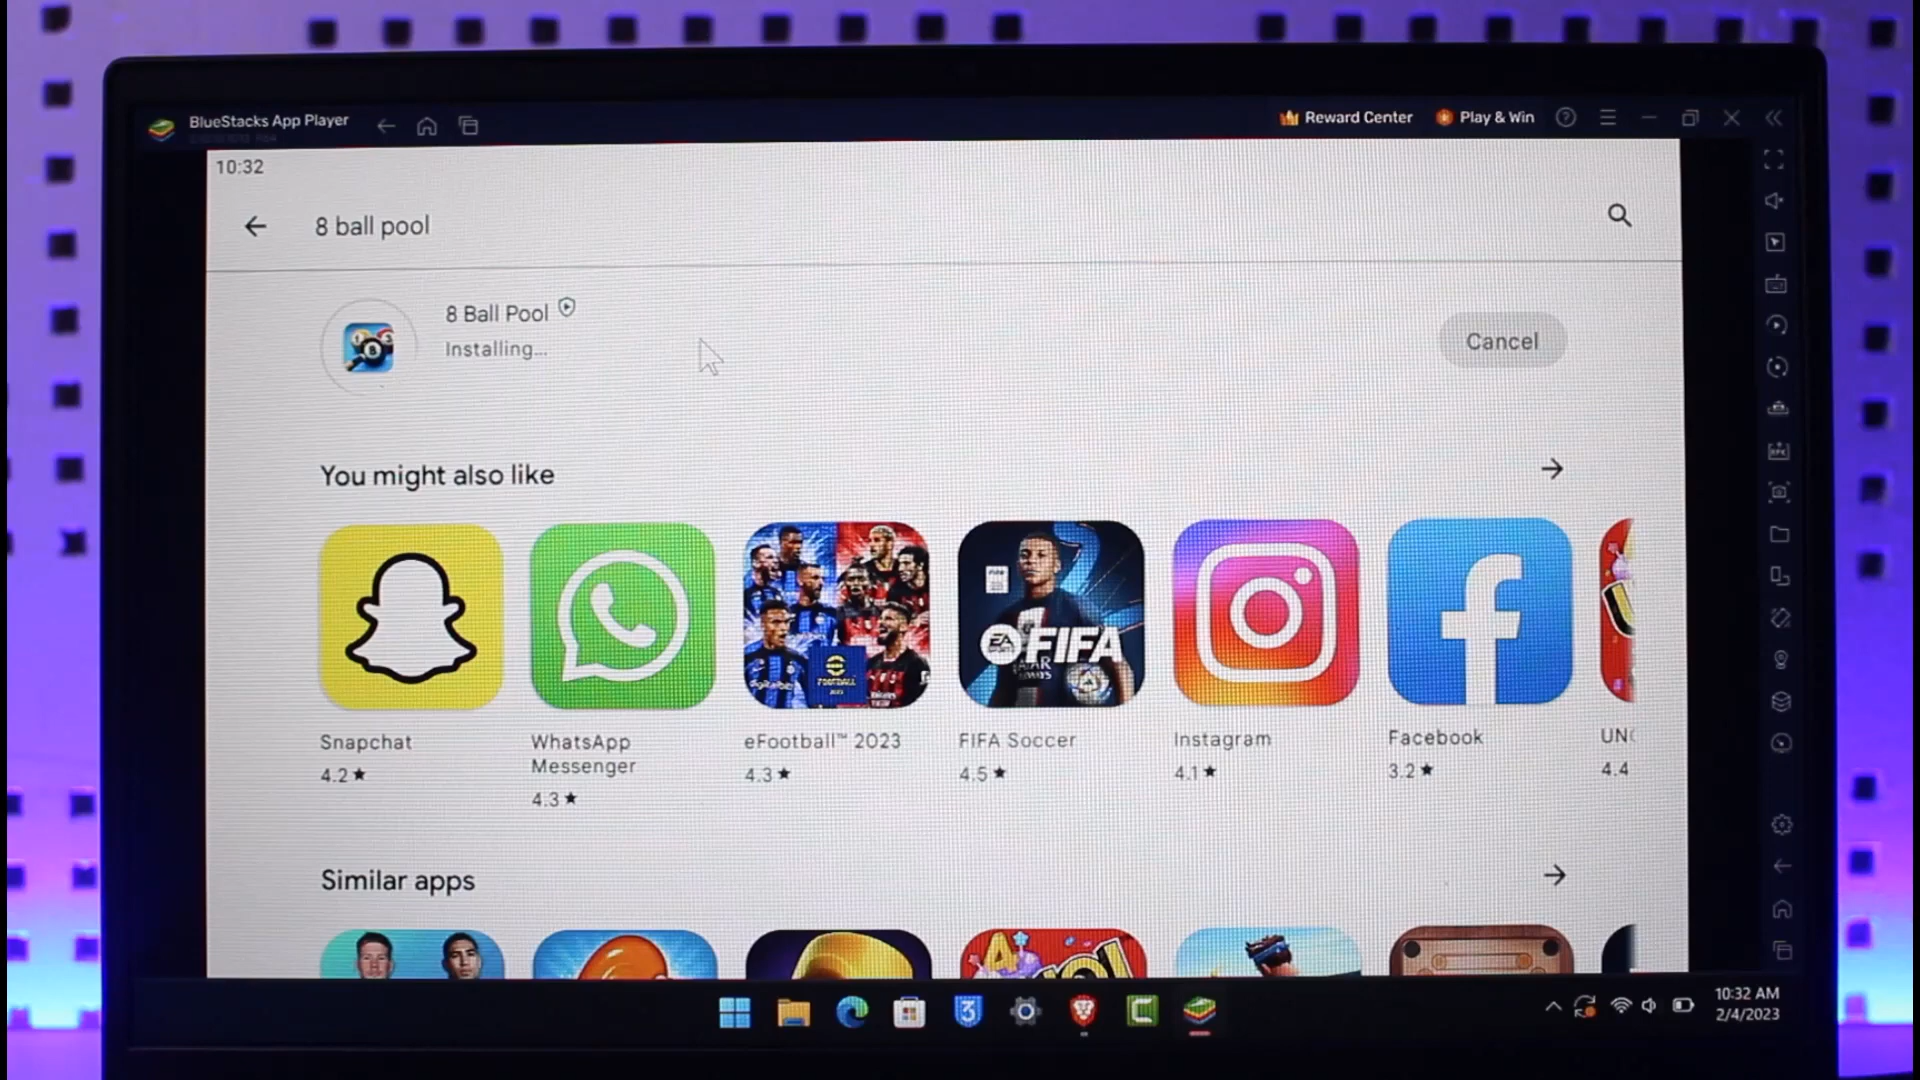 BlueStacks App Player
Reward Center
Play & Win
10:32
8 ball pool
8 Ball Pool
Installing...
Cancel
You might also like
FIFA
Snapchat
4.2★
WhatsApp Messenger
4.3★
eFootball™ 2023
4.3★
FIFA Soccer
4.5★
Instagram
4.1★
Facebook
3.2★
UN
4.4
Similar apps
10:32 AM
2/4/2023